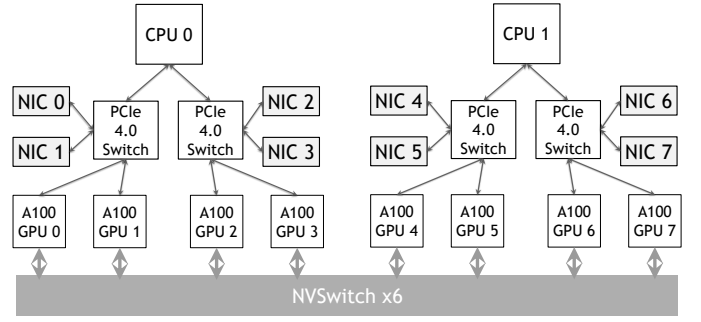 CPU 0
CPU 1
NIC 0
PCIe
4.0
Switch
NIC 1
PCIe
4.0
Switch
NIC 2
NIC 3
NIC 4
PCIe
4.0
Switch
NIC 5
PCIe
4.0
Switch
NIC 6
NIC 7
A100
GPU 0
A100
GPU 1
A100
GPU 2
A100
GPU 3
A100
GPU 4
A100
GPU 5
A100
GPU 6
A100
GPU 7
NVSwitch x6